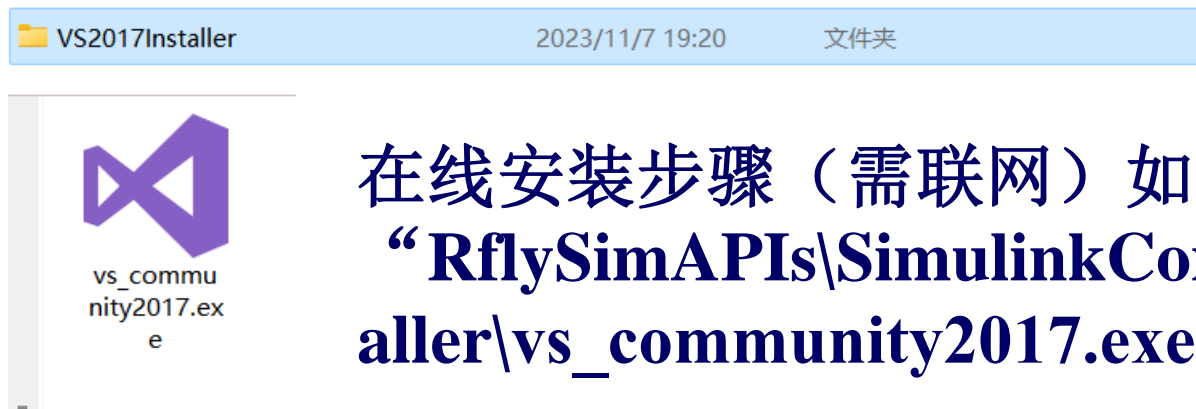 VS2017Installer 2023/11/7 19:20 文件夹
vs_commu
nity2017.ex
e
在线安装步骤（需联网）如
“RflySimAPIs\SimulinkCo
aller\vs_community2017.exe